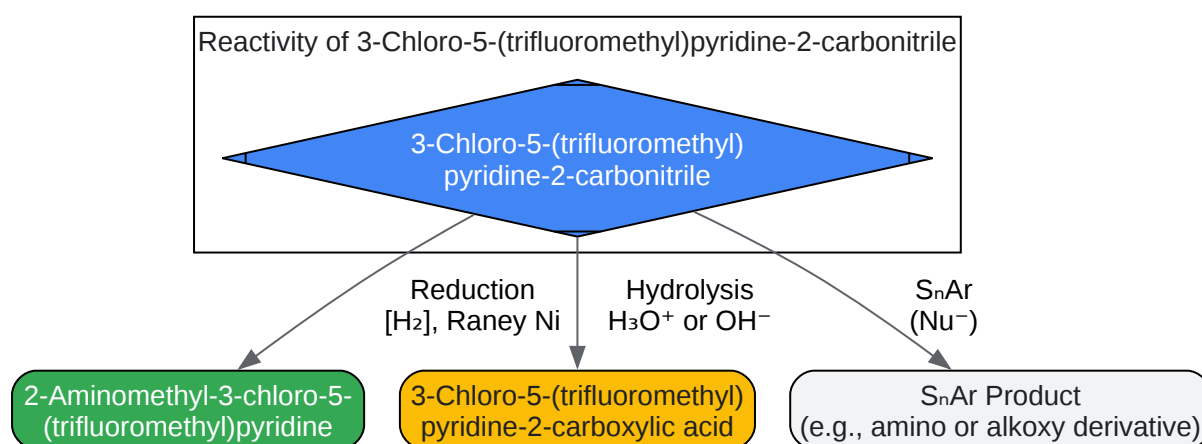 Reactivity of 3-Chloro-5-(trifluoromethyl)pyridine-2-carbonitrile
3-Chloro-5-(trifluoromethyl)
pyridine-2-carbonitrile
Reduction
[H₂], Raney Ni
Hydrolysis
H₃O⁺ or OH⁻
SₙAr
(Nu⁻)
2-Aminomethyl-3-chloro-5-
(trifluoromethyl)pyridine
3-Chloro-5-(trifluoromethyl)
pyridine-2-carboxylic acid
SₙAr Product
(e.g., amino or alkoxy derivative)